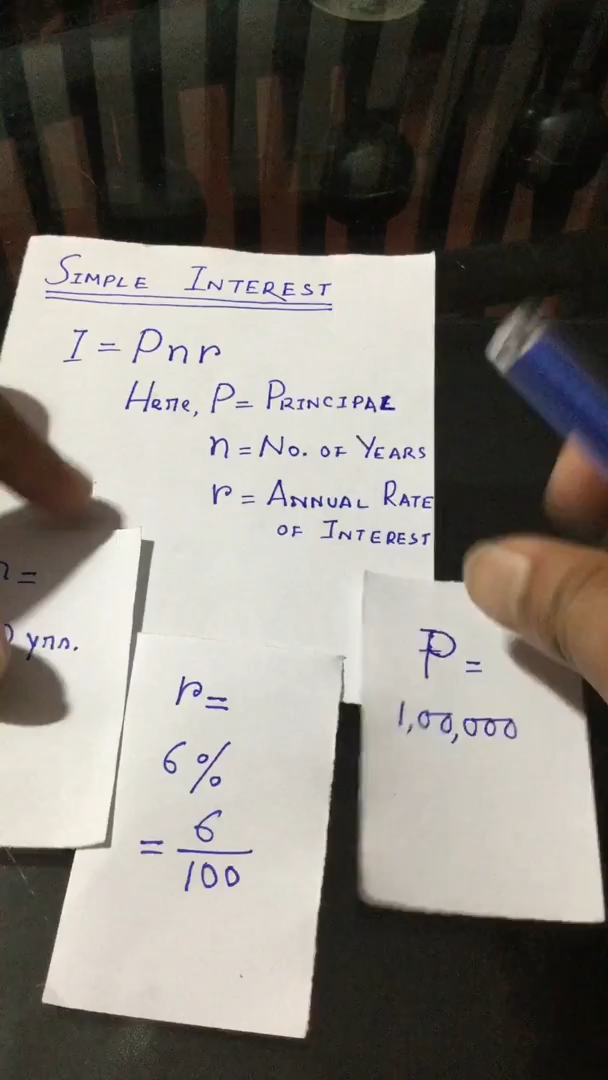 SIMPLE INTEREST
I = Pnr
Here, P = PRINCIPAL
n = No. OF YEARS
r = ANNUAL RATE
OF INTEREST
=
yrs.
r =
6%
= 6/100
P =
1,00,000